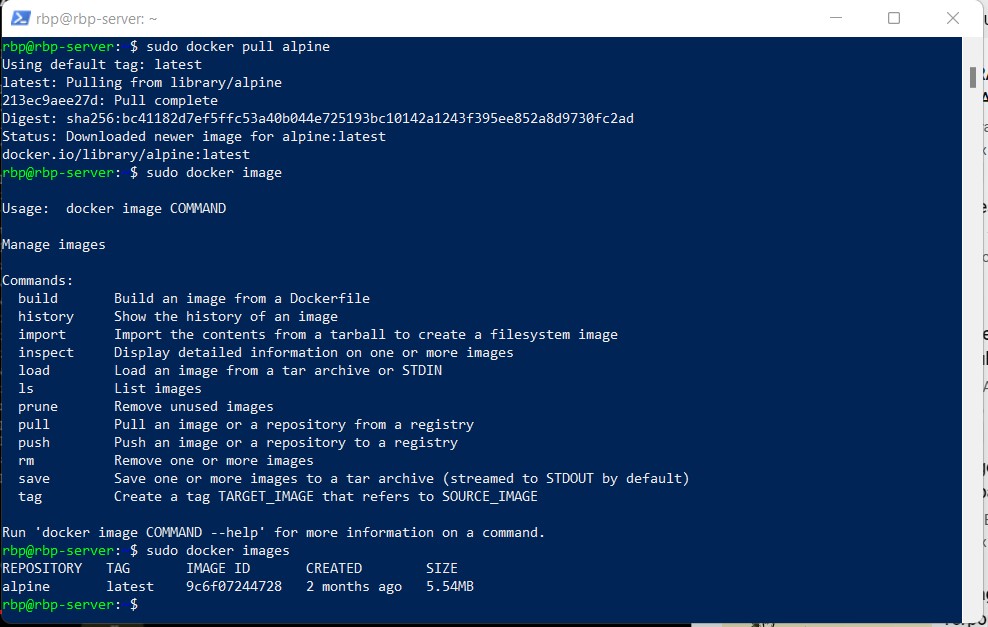 rbp@rbp-server: ~
rbp@rbp-server: $ sudo docker pull alpine
Using default tag: latest
latest: Pulling from library/alpine
213ec9aee27d: Pull complete
Digest: sha256:bc41182d7ef5ffc53a40b044e725193bc10142a1243f395ee852a8d9730fc2ad
Status: Downloaded newer image for alpine:latest
docker.io/library/alpine:latest
rbp@rbp-server: $ sudo docker image
Usage:  docker image COMMAND
Manage images
Commands:
  build       Build an image from a Dockerfile
  history     Show the history of an image
  import      Import the contents from a tarball to create a filesystem image
  inspect     Display detailed information on one or more images
  load        Load an image from a tar archive or STDIN
  ls          List images
  prune       Remove unused images
  pull        Pull an image or a repository from a registry
  push        Push an image or a repository to a registry
  rm          Remove one or more images
  save        Save one or more images to a tar archive (streamed to STDOUT by default)
  tag         Create a tag TARGET_IMAGE that refers to SOURCE_IMAGE
Run 'docker image COMMAND --help' for more information on a command.
rbp@rbp-server: $ sudo docker images
REPOSITORY   TAG       IMAGE ID       CREATED        SIZE
alpine       latest    9c6f07244728   2 months ago   5.54MB
rbp@rbp-server: $